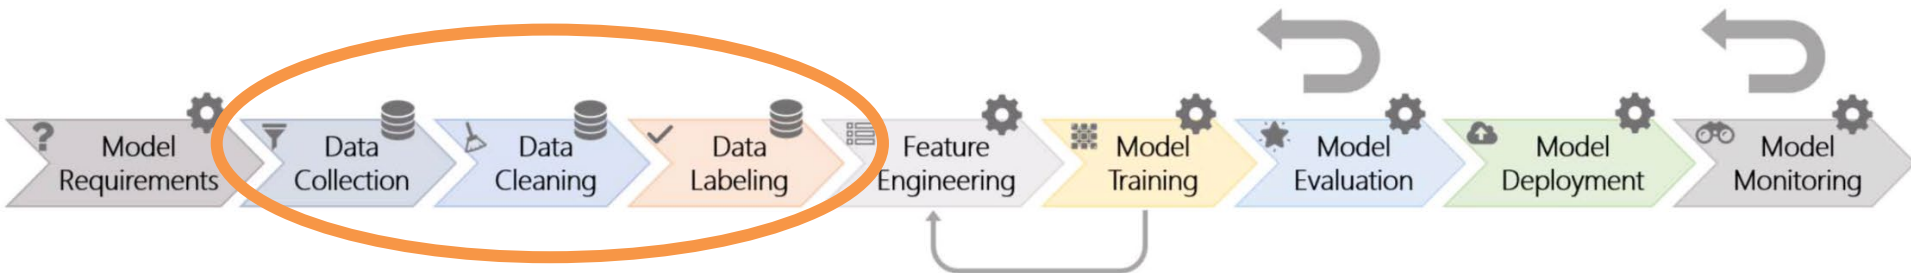 Model
Requirements
Data
Collection
Data
Cleaning
Data
Labeling
Feature
Engineering
Model
Training
Model
Evaluation
Model
Deployment
Model
Monitoring